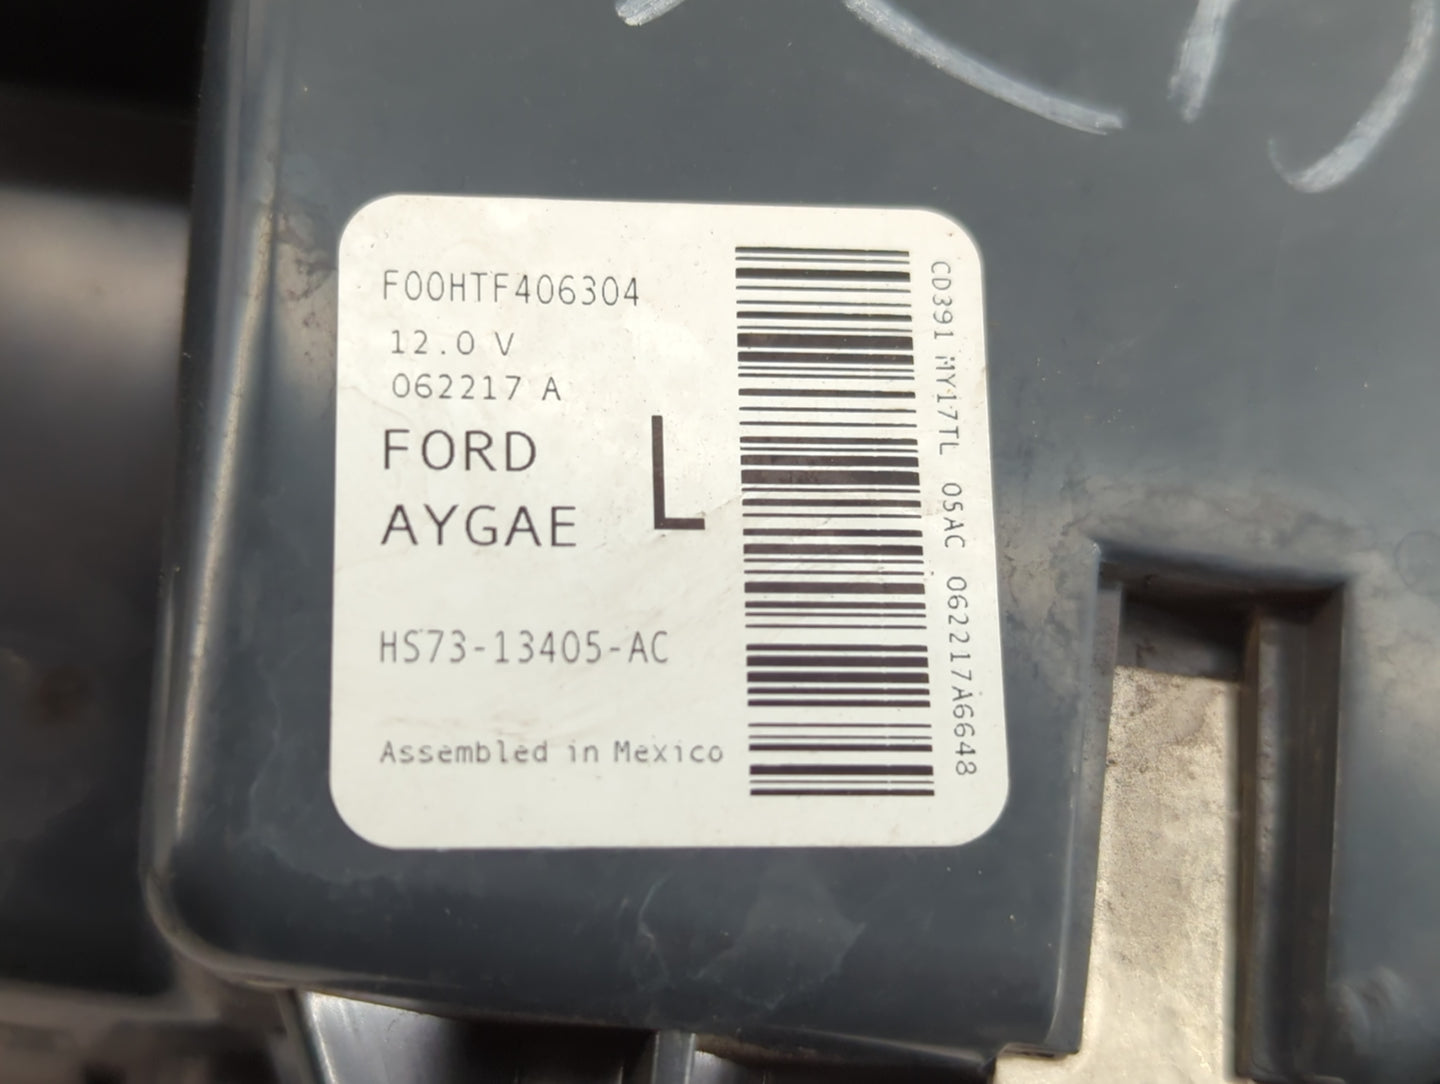 F00HTF406304
12.0 V
062217 A
FORD
AYGAE
L
HS73-13405-AC
Assembled in Mexico
CD391 MY17TL 05AC 062217A6648